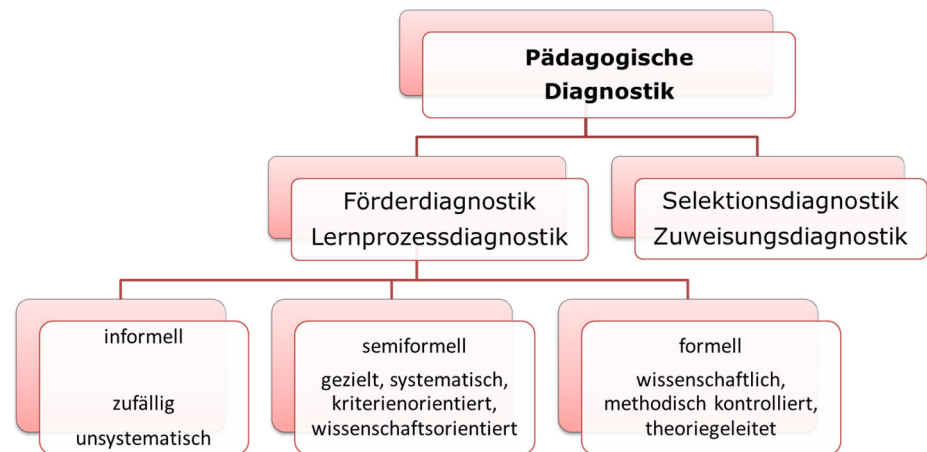 Pädagogische
Diagnostik
Förderdiagnostik
Lernprozessdiagnostik
Selektionsdiagnostik
Zuweisungsdiagnostik
informell
zufällig
unsystematisch
semiformell
gezielt, systematisch,
kriterienorientiert,
wissenschaftsorientiert
formell
wissenschaftlich,
methodisch kontrolliert,
theoriegeleitet